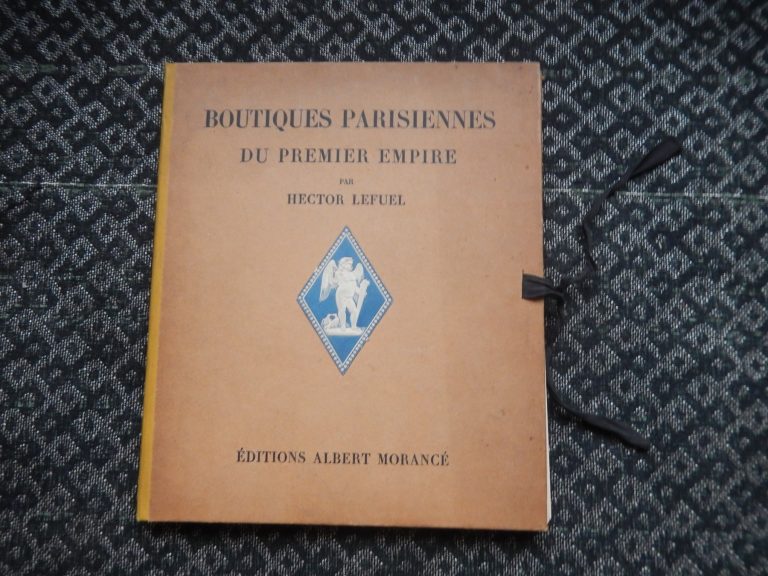 BOUTIQUES PARISIENNES
DU PREMIER EMPIRE
PAR
HECTOR LEFUEL
ÉDITIONS ALBERT MORANCÉ